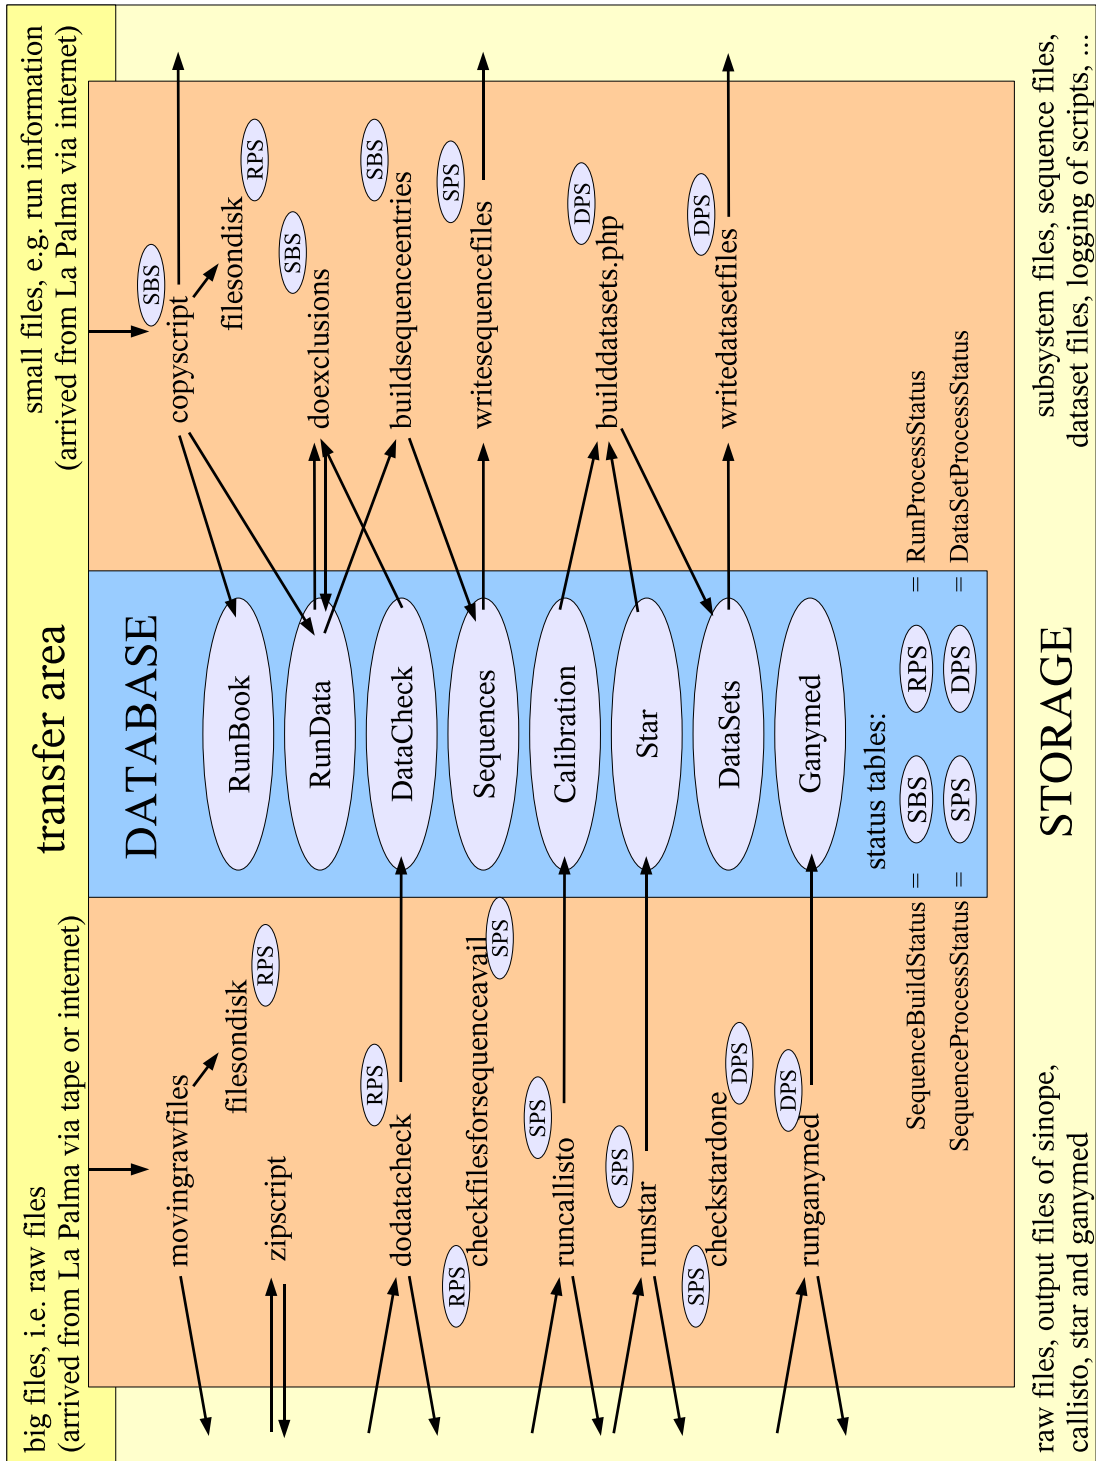 big files, i.e. raw files
(arrived from La Palma via tape or internet)
transfer area
small files, e.g. run information
(arrived from La Palma via internet)
DATABASE
movingrawfiles
filesondisk
RPS
zipscript
dodatacheck
RPS
RPS
checkfilesforsequenceavail
SPS
runcallisto
SPS
runstar
SPS
SPS
checkstardone
DPS
runganymed
DPS
RunBook
RunData
DataCheck
Sequences
Calibration
Star
DataSets
Ganymed
copyscript
SBS
filesondisk
RPS
doexclusions
SBS
buildsequenceentries
SBS
writesequencefiles
SPS
builddatasets.php
DPS
writedatasetfiles
DPS
status tables:
SequenceBuildStatus = SBS RPS = RunProcessStatus
SequenceProcessStatus = SPS DPS = DataSetProcessStatus
raw files, output files of sinope,
callisto, star and ganymed
STORAGE
subsystem files, sequence files,
dataset files, logging of scripts, ...